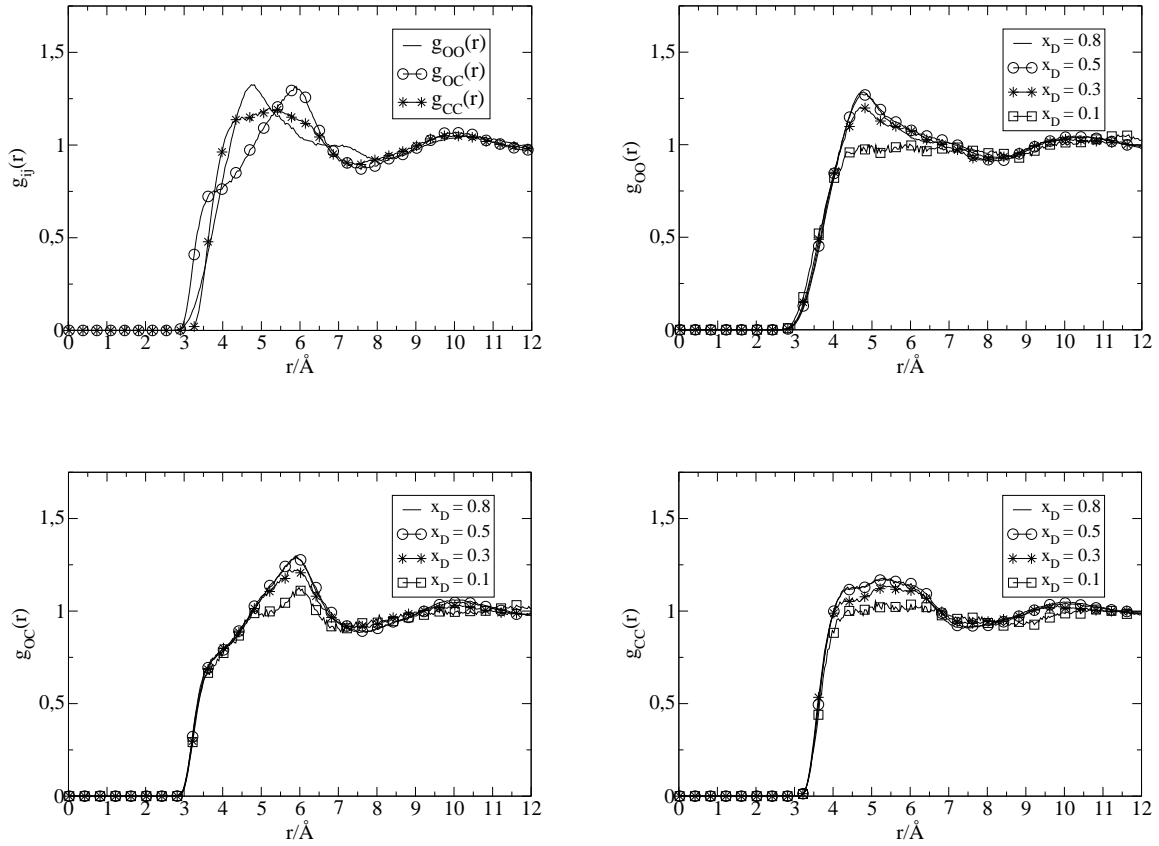 1,5
1
0,5
0
g_ij(r)
g_OO(r)
g_OC(r)
g_CC(r)
0 1 2 3 4 5 6 7 8 9 10 11 12
r/Å
1,5
1
0,5
0
g_OO(r)
x_D = 0.8
x_D = 0.5
x_D = 0.3
x_D = 0.1
0 1 2 3 4 5 6 7 8 9 10 11 12
r/Å
1,5
1
0,5
0
g_OC(r)
x_D = 0.8
x_D = 0.5
x_D = 0.3
x_D = 0.1
0 1 2 3 4 5 6 7 8 9 10 11 12
r/Å
1,5
1
0,5
0
g_CC(r)
x_D = 0.8
x_D = 0.5
x_D = 0.3
x_D = 0.1
0 1 2 3 4 5 6 7 8 9 10 11 12
r/Å